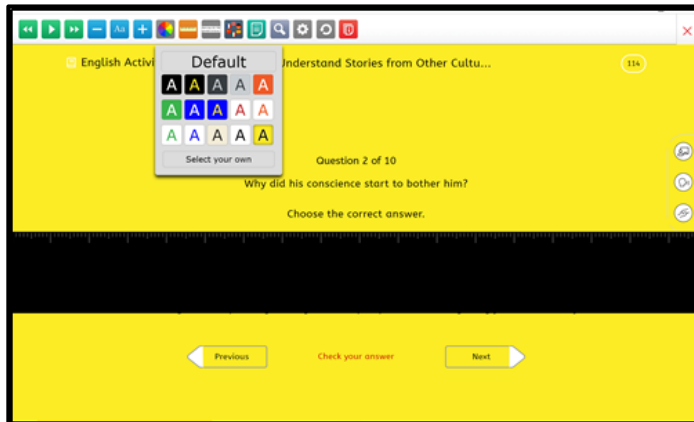 Aa
Default
English Activi
Understand Stories from Other Cultu...
114
A A A A A
A A A A A
A A A A A
Select your own
Question 2 of 10
Why did his conscience start to bother him?
Choose the correct answer.
Previous
Check your answer
Next